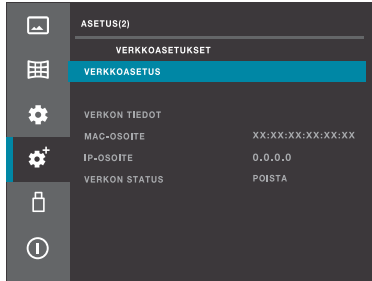 ASETUS(2)
VERKKOASETUKSET
VERKKOASETUS
VERKON TIEDOT
MAC-OSOITE XX:XX:XX:XX:XX:XX
IP-OSOITE 0.0.0.0
VERKON STATUS POISTA